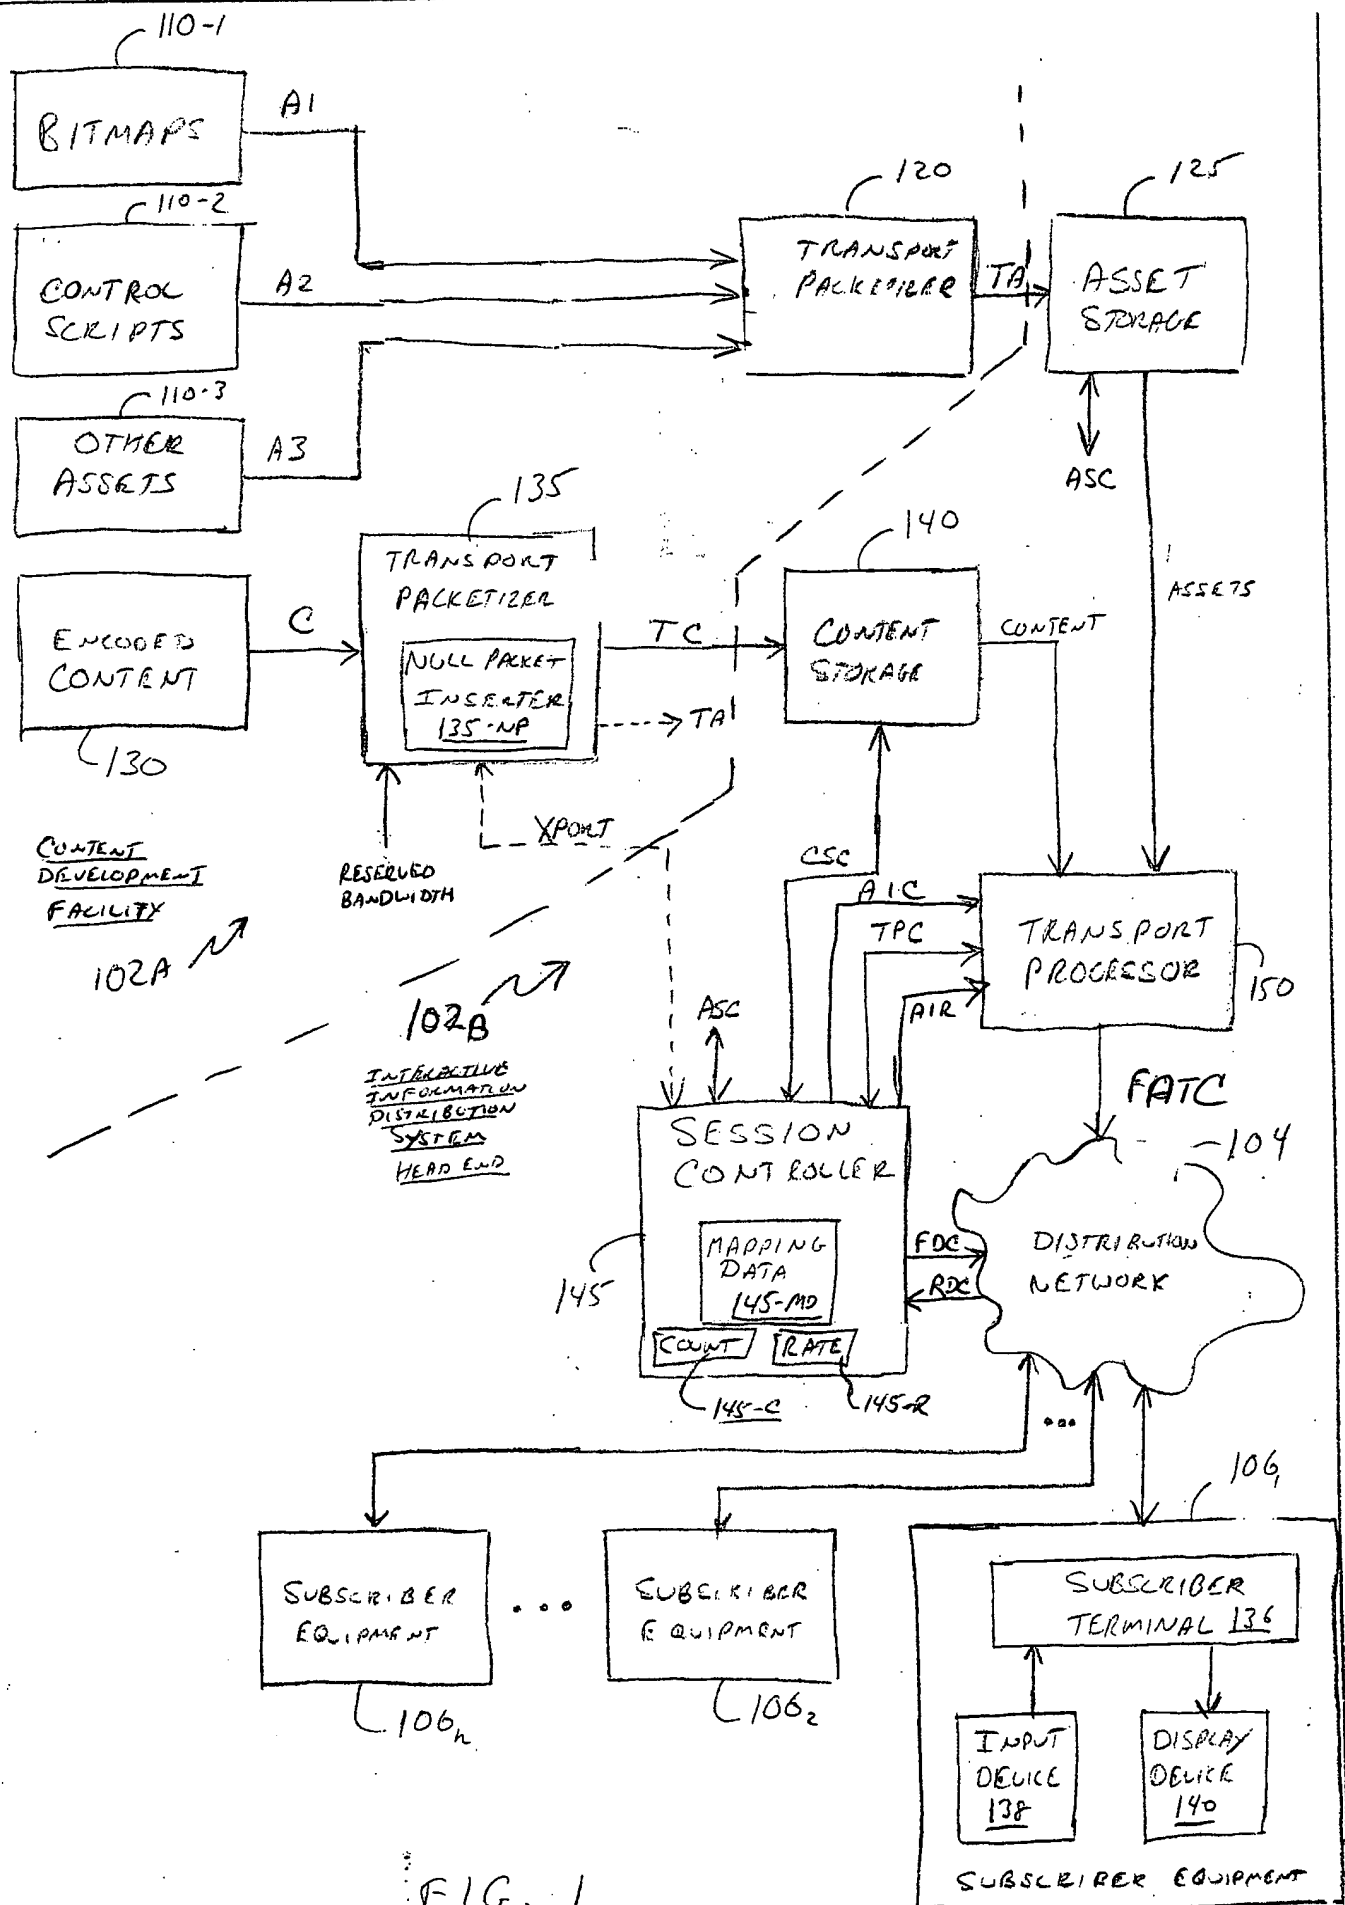 110-1
BITMAPS
A1
110-2
CONTROL
SCRIPTS
A2
110-3
OTHER
ASSETS
A3
120
TRANSPORT
PACKETIZER
TA
125
ASSET
STORAGE
ASC
ASSETS
135
TRANSPORT
PACKETIZER
NULL PACKET
INSERTER
135-NP
ENCODED
CONTENT
130
C
TC
TA
140
CONTENT
STORAGE
CONTENT
XPORT
RESERVED
BANDWIDTH
CONTENT
DEVELOPMENT
FACILITY
102A
102B
INTERACTIVE
INFORMATION
DISTRIBUTION
SYSTEM
HEAD END
CSC
AIC
TPC
AIR
ASC
TRANSPORT
PROCESSOR
150
FATC
104
SESSION
CONTROLLER
MAPPING
DATA
145-MD
COUNT
RATE
145
145-C
145-R
FDC
RDC
DISTRIBUTION
NETWORK
...
SUBSCRIBER
EQUIPMENT
106n
...
SUBSCRIBER
EQUIPMENT
1062
1061
SUBSCRIBER
TERMINAL 136
INPUT
DEVICE
138
DISPLAY
DEVICE
140
SUBSCRIBER EQUIPMENT
FIG. 1